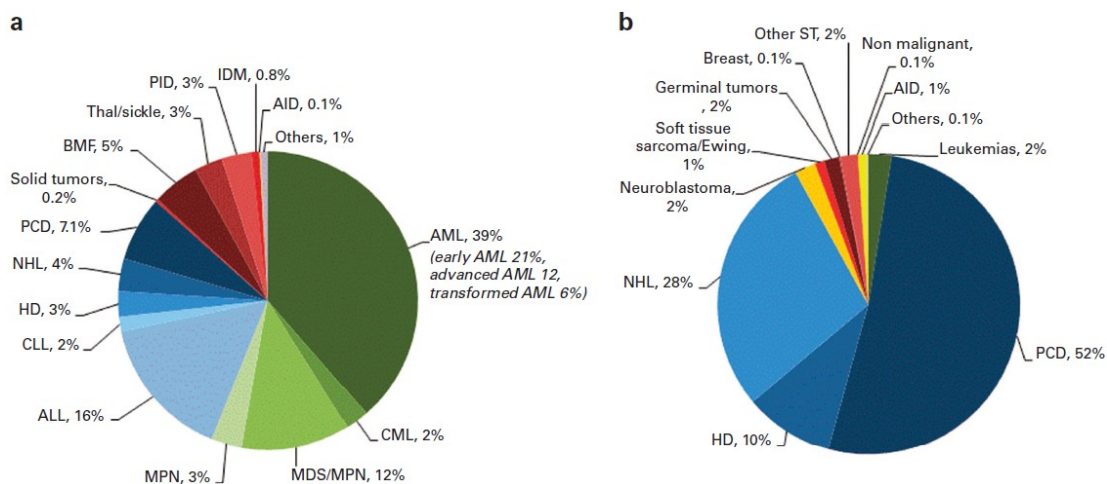 a
IDM, 0.8%
PID, 3%
AID, 0.1%
Thal/sickle, 3%
Others, 1%
BMF, 5%
Solid tumors,
0.2%
PCD, 7.1%
AML, 39%
(early AML 21%,
advanced AML 12,
transformed AML 6%)
NHL, 4%
HD, 3%
CLL, 2%
ALL, 16%
CML, 2%
MPN, 3%
MDS/MPN, 12%
b
Other ST, 2%
Non malignant,
0.1%
Breast, 0.1%
AID, 1%
Germinal tumors
, 2%
Others, 0.1%
Soft tissue
sarcoma/Ewing,
1%
Leukemias, 2%
Neuroblastoma,
2%
NHL, 28%
PCD, 52%
HD, 10%